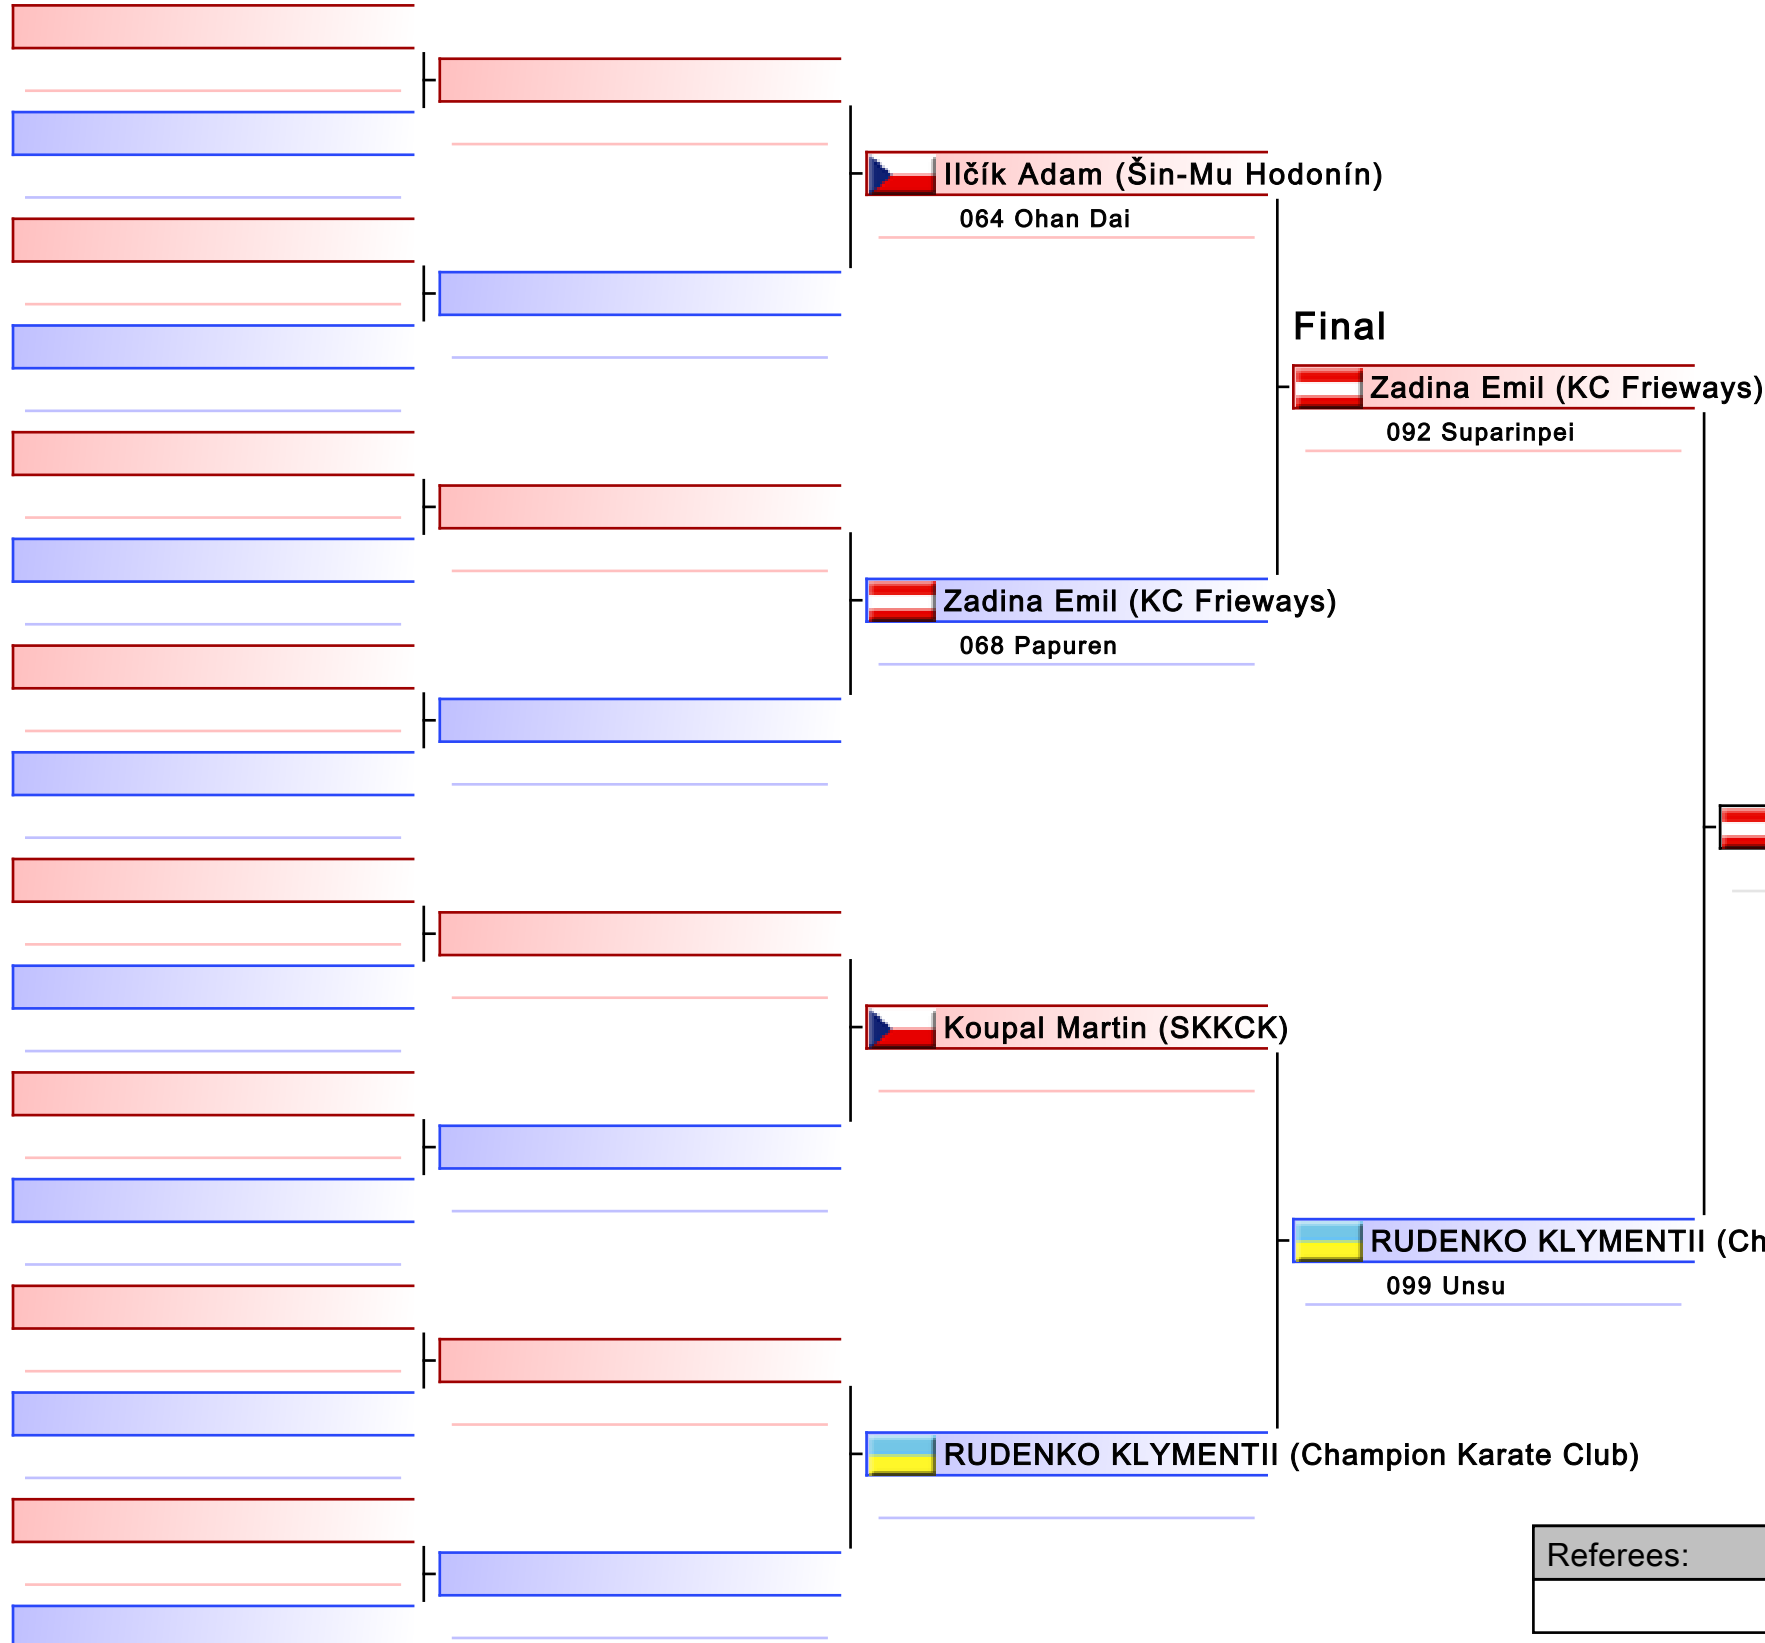 Ilčík Adam (Šin-Mu Hodonín)
064 Ohan Dai
Final
Zadina Emil (KC Frieways)
092 Suparinpei
Zadina Emil (KC Frieways)
068 Papuren
Koupal Martin (SKKCK)
RUDENKO KLYMENTII (Ch
099 Unsu
RUDENKO KLYMENTII (Champion Karate Club)
Referees: